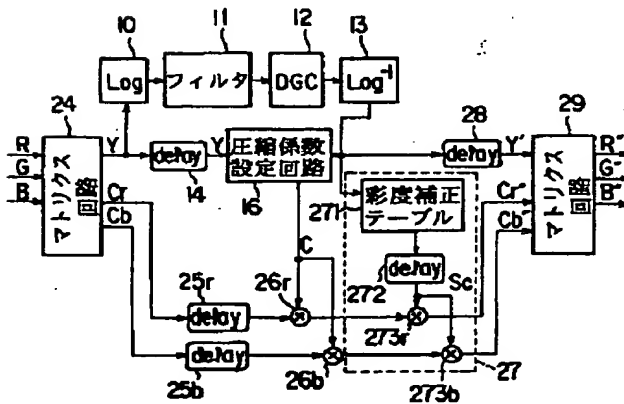 10
11
12
13
Log
フィルタ
DGC
Log⁻¹
24
28
29
R
G
B
マトリクス回路
Y
delay
14
Y
圧縮係数
設定回路
16
delay
Y'
マトリクス回路
R"
G"
B"
Cr
Cb
271
彩度補正
テーブル
Cr"
Cb"
C
272
delay
Sc
25r
delay
26r
273r
delay
25b
26b
273b
27